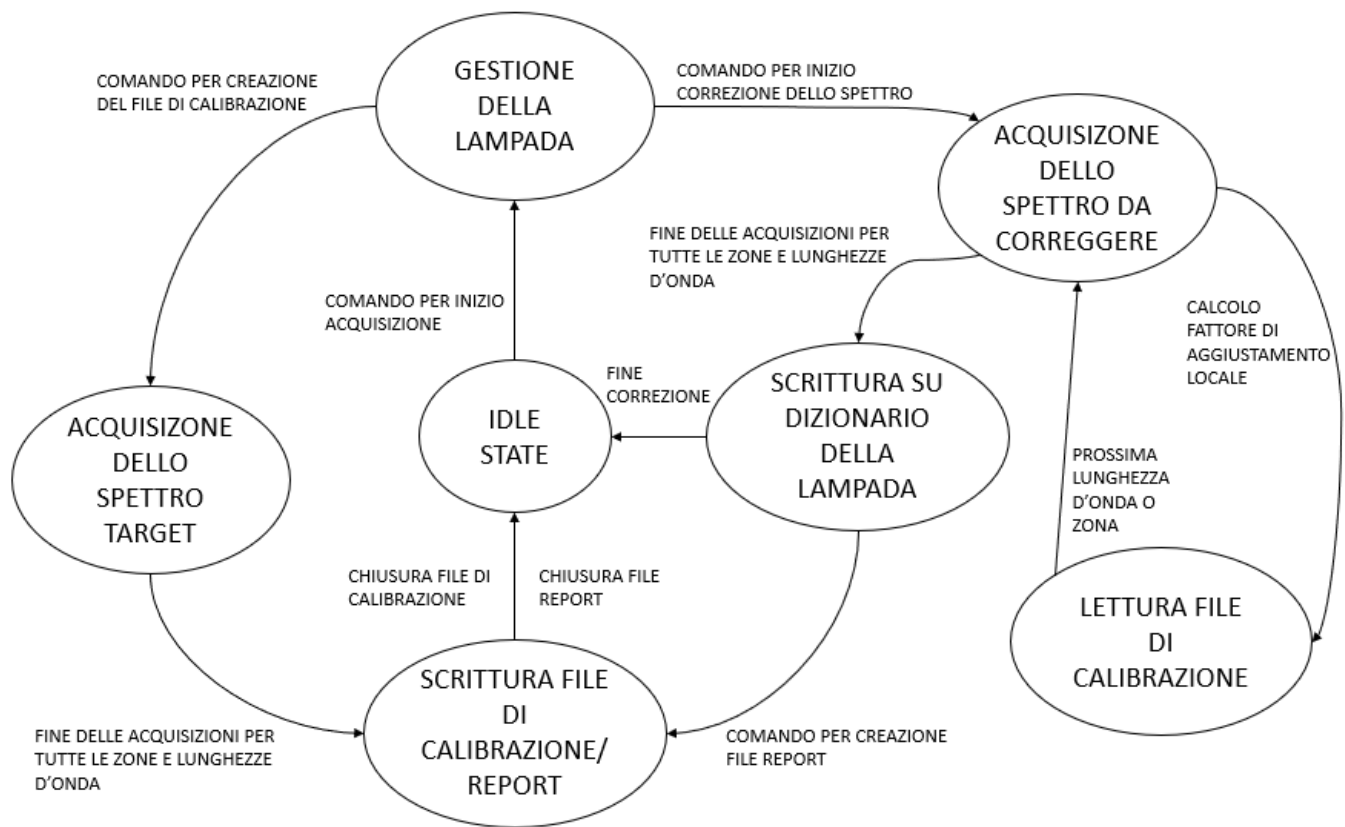 GESTIONE
DELLA
LAMPADA
COMANDO PER CREAZIONE
DEL FILE DI CALIBRAZIONE
COMANDO PER INIZIO
CORREZIONE DELLO SPETTRO
ACQUISIZONE
DELLO
SPETTRO DA
CORREGGERE
FINE DELLE ACQUISIZIONI PER
TUTTE LE ZONE E LUNGHEZZE
D'ONDA
COMANDO PER INIZIO
ACQUISIZIONE
CALCOLO
FATTORE DI
AGGIUSTAMENTO
LOCALE
FINE
CORREZIONE
SCRITTURA SU
DIZIONARIO
DELLA
LAMPADA
IDLE
STATE
ACQUISIZONE
DELLO
SPETTRO
TARGET
PROSSIMA
LUNGHEZZA
D'ONDA O
ZONA
CHIUSURA FILE DI
CALIBRAZIONE
CHIUSURA FILE
REPORT
LETTURA FILE
DI
CALIBRAZIONE
SCRITTURA FILE
DI
CALIBRAZIONE/
REPORT
FINE DELLE ACQUISIZIONI PER
TUTTE LE ZONE E LUNGHEZZE
D'ONDA
COMANDO PER CREAZIONE
FILE REPORT